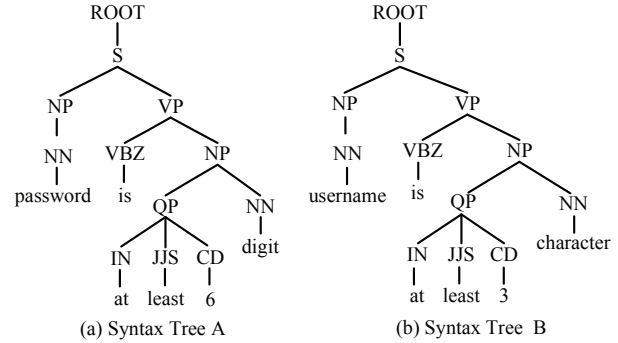 ROOT ROOT
S S
NP VP NP VP
NN VBZ NP NN VBZ NP
password is QP NN username is QP NN
IN JJS CD digit IN JJS CD character
at least 6 at least 3
(a) Syntax Tree A (b) Syntax Tree B